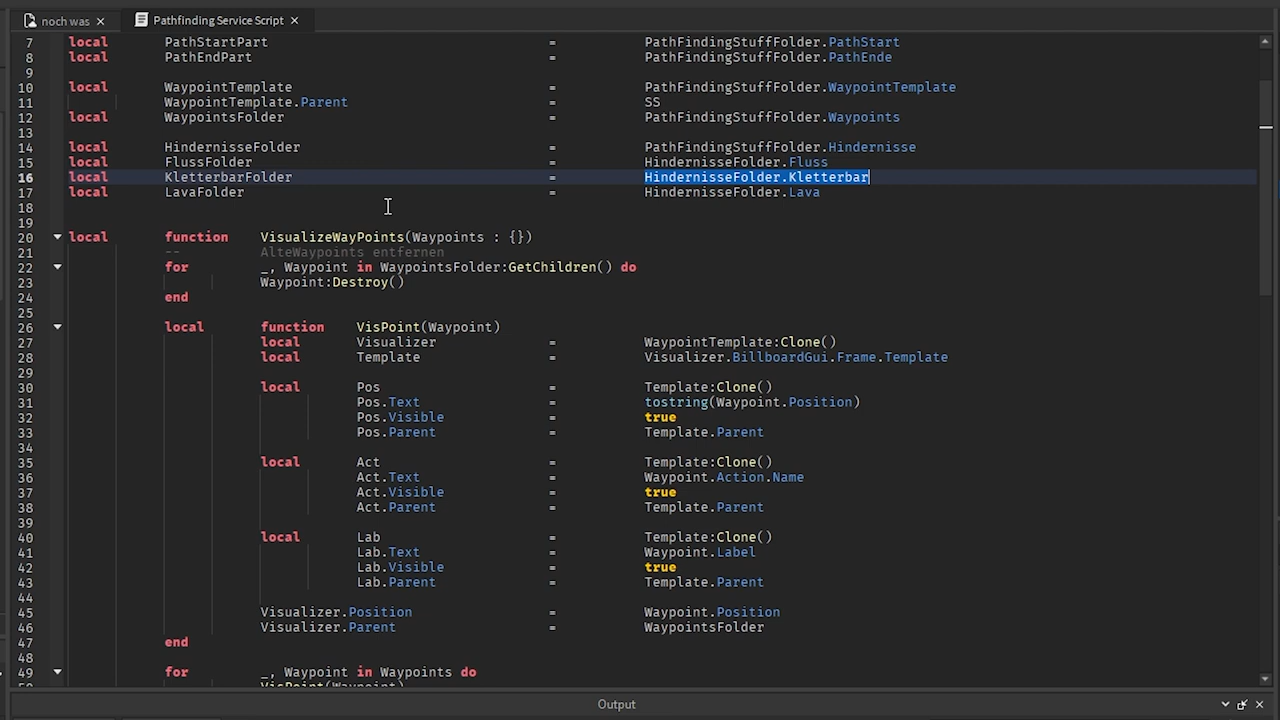 noch was
Pathfinding Service Script
7 local PathStartPart = PathFindingStuffFolder.PathStart
8 local PathEndPart = PathFindingStuffFolder.PathEnde
9
10 local WaypointTemplate = PathFindingStuffFolder.WaypointTemplate
11 WaypointTemplate.Parent = SS
12 local WaypointsFolder = PathFindingStuffFolder.Waypoints
13
14 local HindernisseFolder = PathFindingStuffFolder.Hindernisse
15 local FlussFolder = HindernisseFolder.Fluss
16 local KletterbarFolder = HindernisseFolder.Kletterbar
17 local LavaFolder = HindernisseFolder.Lava
18
19
20 local function VisualizeWayPoints(Waypoints : {})
21 -- AlteWaypoints entfernen
22 for _, Waypoint in WaypointsFolder:GetChildren() do
23 Waypoint:Destroy()
24 end
25
26 local function VisPoint(Waypoint)
27 local Visualizer = WaypointTemplate:Clone()
28 local Template = Visualizer.BillboardGui.Frame.Template
29
30 local Pos = Template:Clone()
31 Pos.Text = tostring(Waypoint.Position)
32 Pos.Visible = true
33 Pos.Parent = Template.Parent
34
35 local Act = Template:Clone()
36 Act.Text = Waypoint.Action.Name
37 Act.Visible = true
38 Act.Parent = Template.Parent
39
40 local Lab = Template:Clone()
41 Lab.Text = Waypoint.Label
42 Lab.Visible = true
43 Lab.Parent = Template.Parent
44
45 Visualizer.Position = Waypoint.Position
46 Visualizer.Parent = WaypointsFolder
47 end
48
49 for _, Waypoint in Waypoints do
VisPoint(Waypoint)
Output